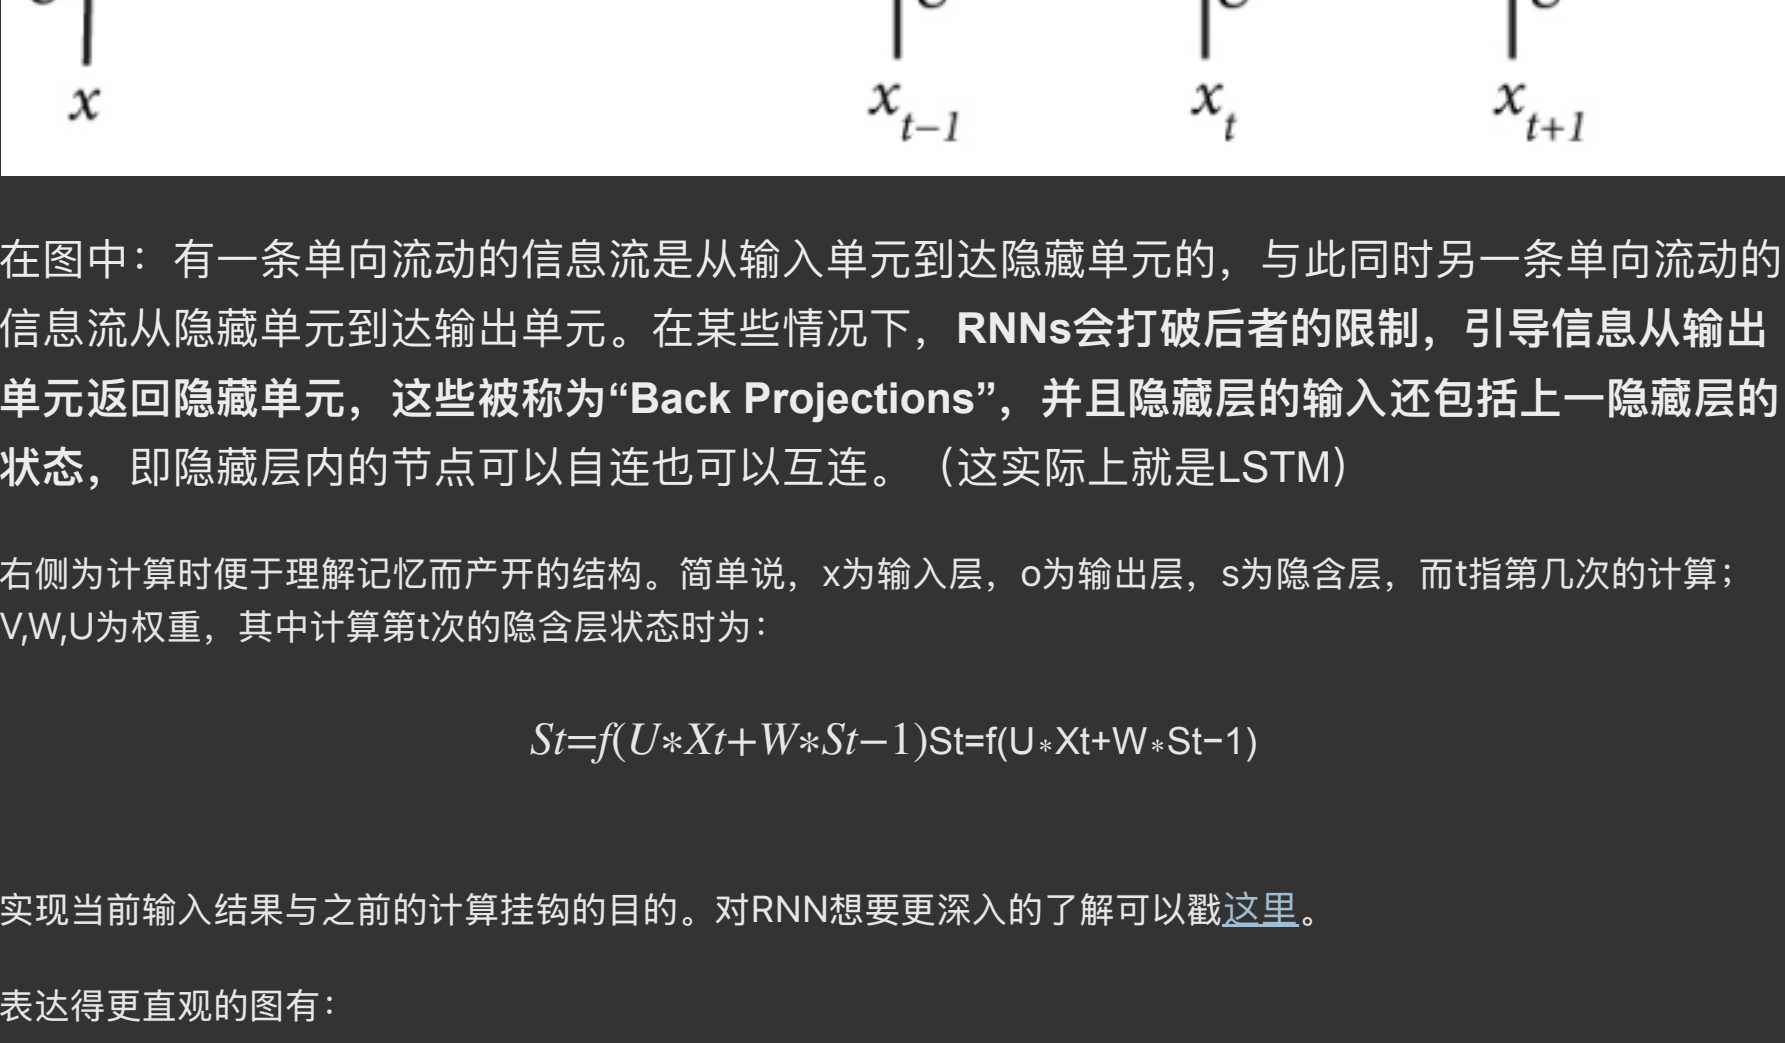 x
x t−1
x t
x t+1
在图中：有一条单向流动的信息流是从输入单元到达隐藏单元的，与此同时另一条单向流动的
信息流从隐藏单元到达输出单元。在某些情况下，RNNs会打破后者的限制，引导信息从输出
单元返回隐藏单元，这些被称为“Back Projections”，并且隐藏层的输入还包括上一隐藏层的
状态，即隐藏层内的节点可以自连也可以互连。（这实际上就是LSTM）
右侧为计算时便于理解记忆而产开的结构。简单说，x为输入层，o为输出层，s为隐含层，而t指第几次的计算；
V,W,U为权重，其中计算第t次的隐含层状态时为：
St=f(U∗Xt+W∗St−1)St=f(U∗Xt+W∗St−1)
实现当前输入结果与之前的计算挂钩的目的。对RNN想要更深入的了解可以戳这里。
表达得更直观的图有：